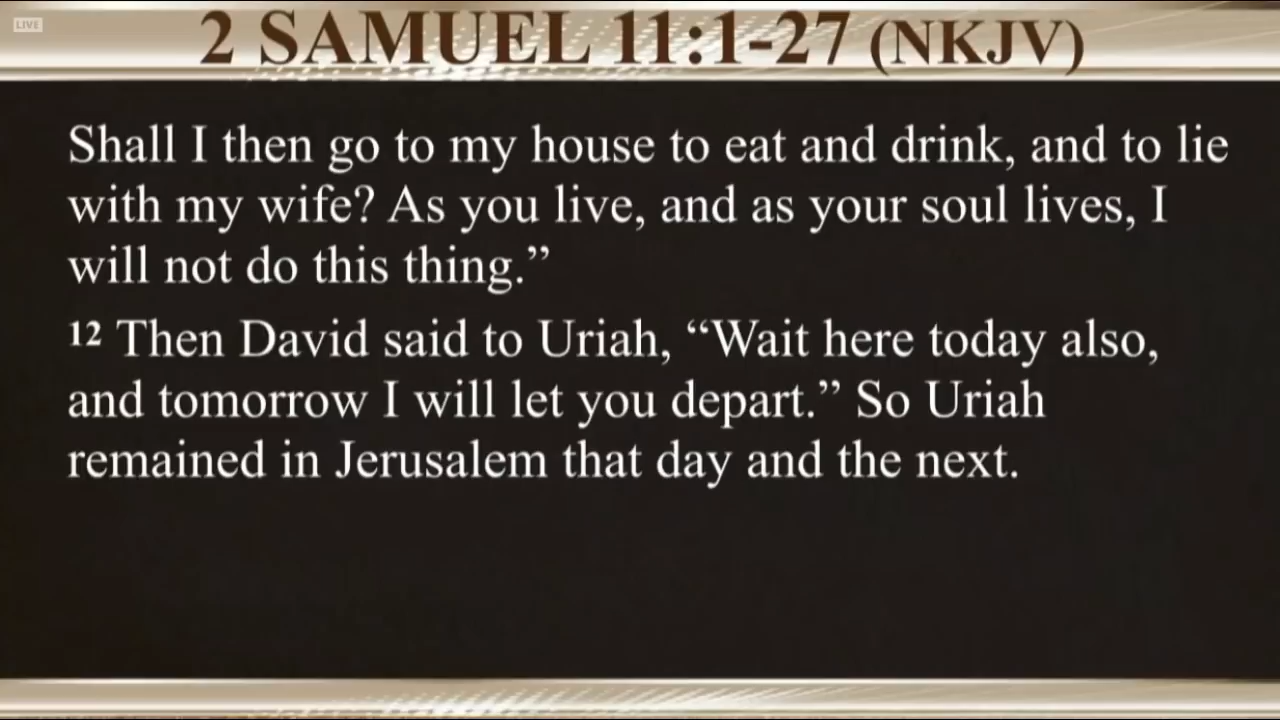 LIVE
2 SAMUEL 11:1-27 (NKJV)
Shall I then go to my house to eat and drink, and to lie
with my wife? As you live, and as your soul lives, I
will not do this thing.”
12 Then David said to Uriah, “Wait here today also,
and tomorrow I will let you depart.” So Uriah
remained in Jerusalem that day and the next.